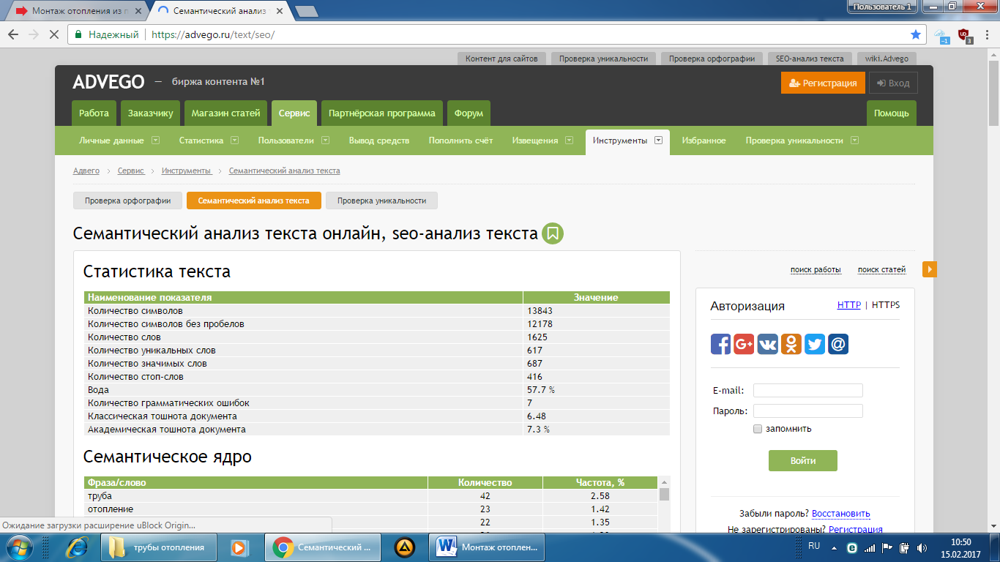 Монтаж отопления из п
Семантический анализ т
Пользователь 1
Надежный https://advego.ru/text/seo/
-1
3
Контент для сайтов Проверка уникальности Проверка орфографии SEO-анализ текста wiki.Advego
ADVEGO — биржа контента №1
Регистрация Вход
Работа Заказчику Магазин статей Сервис Партнёрская программа Форум Помощь
Личные данные Статистика Пользователи Вывод средств Пополнить счёт Извещения Инструменты Избранное Проверка уникальности
Адвего Сервис Инструменты Семантический анализ текста
Проверка орфографии Семантический анализ текста Проверка уникальности
Семантический анализ текста онлайн, seo-анализ текста
Статистика текста
Наименование показателя Значение
Количество символов 13843
Количество символов без пробелов 12178
Количество слов 1625
Количество уникальных слов 617
Количество значимых слов 687
Количество стоп-слов 416
Вода 57.7 %
Количество грамматических ошибок 7
Классическая тошнота документа 6.48
Академическая тошнота документа 7.3 %
Семантическое ядро
Фраза/слово Количество Частота, %
труба 42 2.58
отопление 23 1.42
22 1.35
поиск работы поиск статей
Авторизация HTTP | HTTPS
E-mail:
Пароль:
запомнить
Войти
Забыли пароль? Восстановить
Не зарегистрированы? Регистрация
Ожидание загрузки расширение uBlock Origin...
трубы отопления
Семантический ...
Монтаж отоплен...
RU
10:50
15.02.2017